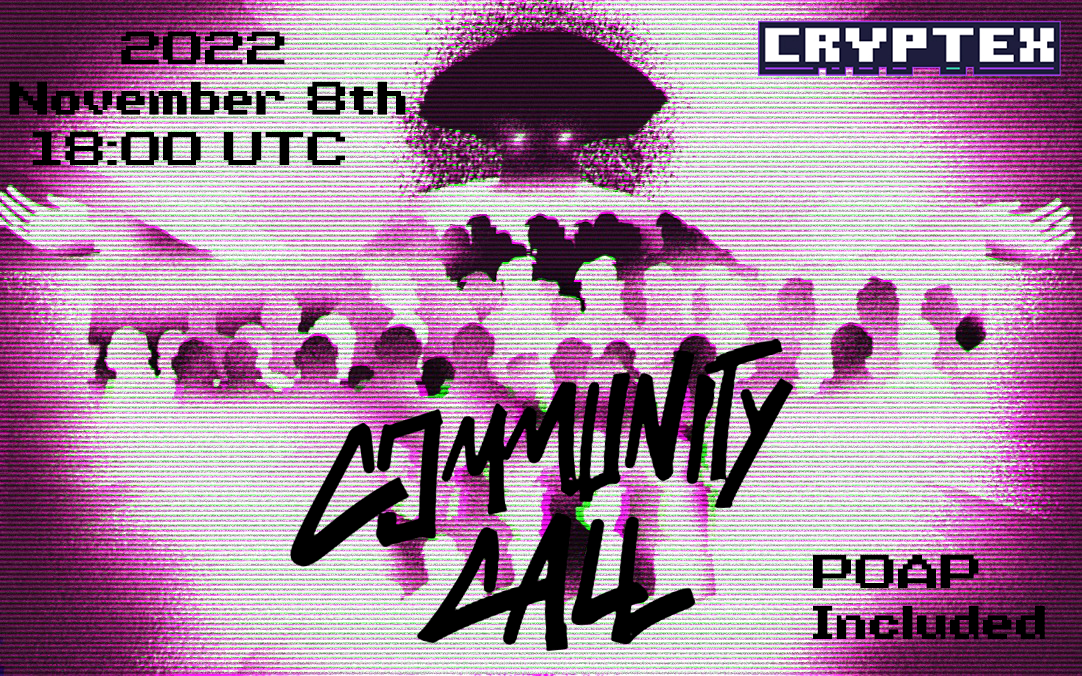 2022
November 8th
18:00 UTC
CRYPTEX
COMMUNITY
CALL
POAP
Included